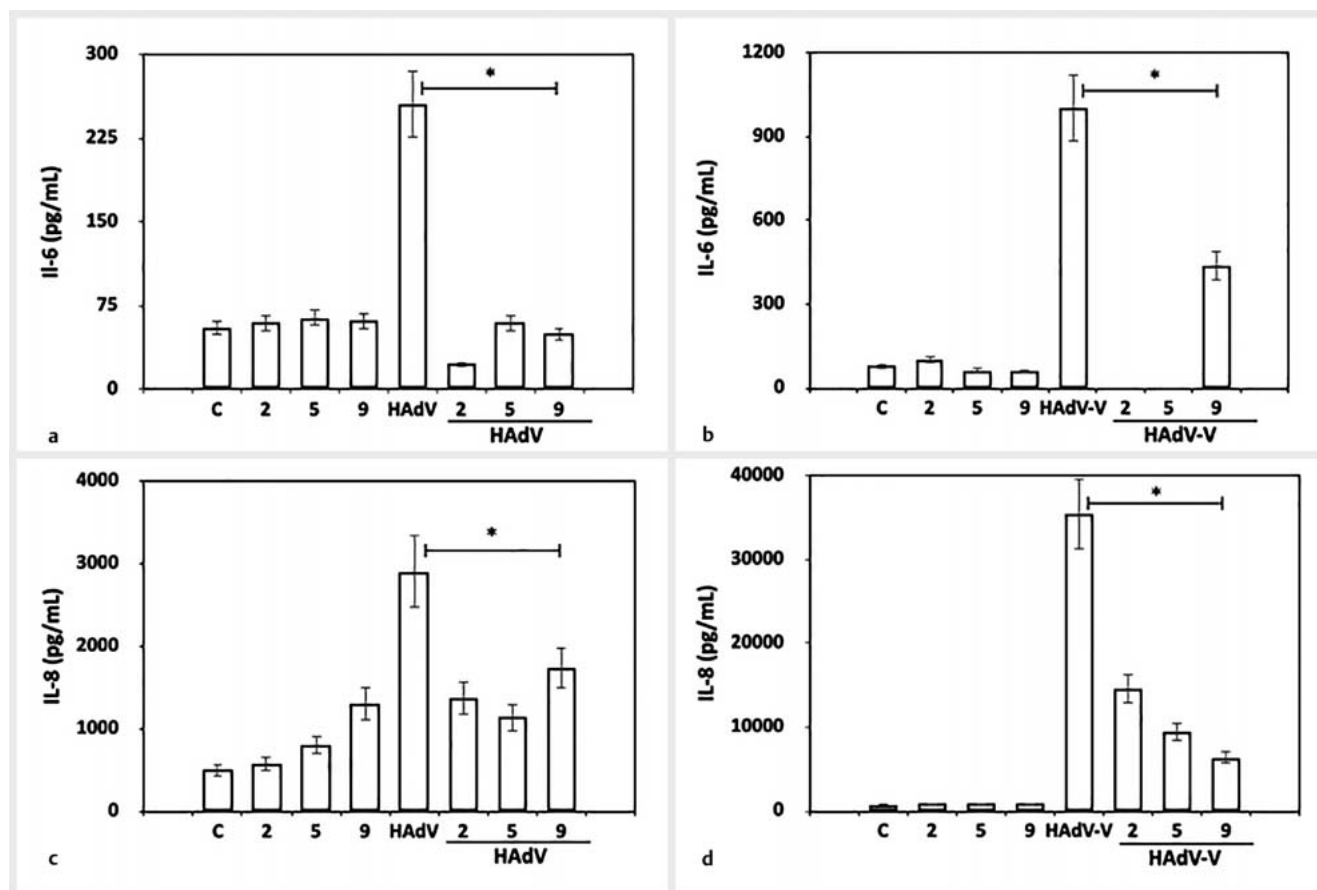 300
225
150
75
0
Il-6 (pg/mL)
*
C 2 5 9 HAdV 2 5 9
HAdV
a
1200
900
600
300
0
IL-6 (pg/mL)
*
C 2 5 9 HAdV-V 2 5 9
HAdV-V
b
4000
3000
2000
1000
0
IL-8 (pg/mL)
*
C 2 5 9 HAdV 2 5 9
HAdV
c
40000
30000
20000
10000
0
IL-8 (pg/mL)
*
C 2 5 9 HAdV-V 2 5 9
HAdV-V
d